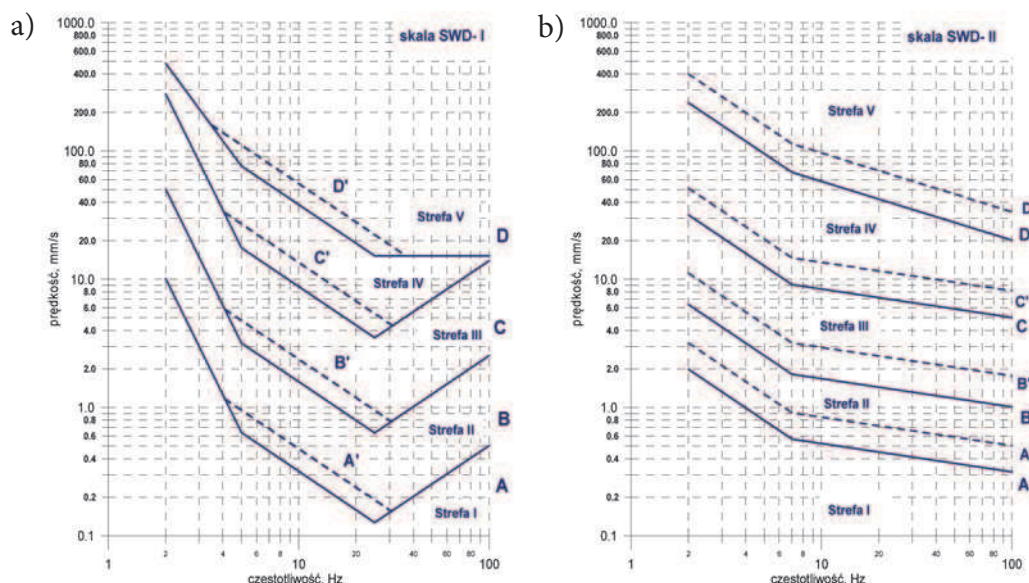 a)
skala SWD- I
prędkość, mm/s
1000.0
800.0
600.0
400.0
200.0
100.0
80.0
60.0
40.0
20.0
10.0
8.0
6.0
4.0
2.0
1.0
0.8
0.6
0.4
0.2
0.1
D'
Strefa V
D
C'
Strefa IV
C
Strefa III
B'
B
Strefa II
A'
A
Strefa I
2 4 6 8 20 40 60 80
1 10 100
częstotliwość, Hz
b)
skala SWD- II
prędkość, mm/s
1000.0
800.0
600.0
400.0
200.0
100.0
80.0
60.0
40.0
20.0
10.0
8.0
6.0
4.0
2.0
1.0
0.8
0.6
0.4
0.2
0.1
Strefa V
D
D
Strefa IV
C'
C
Strefa III
B'
B
Strefa II
A
A
Strefa I
2 4 6 8 20 40 60 80
1 10 100
częstotliwość, Hz